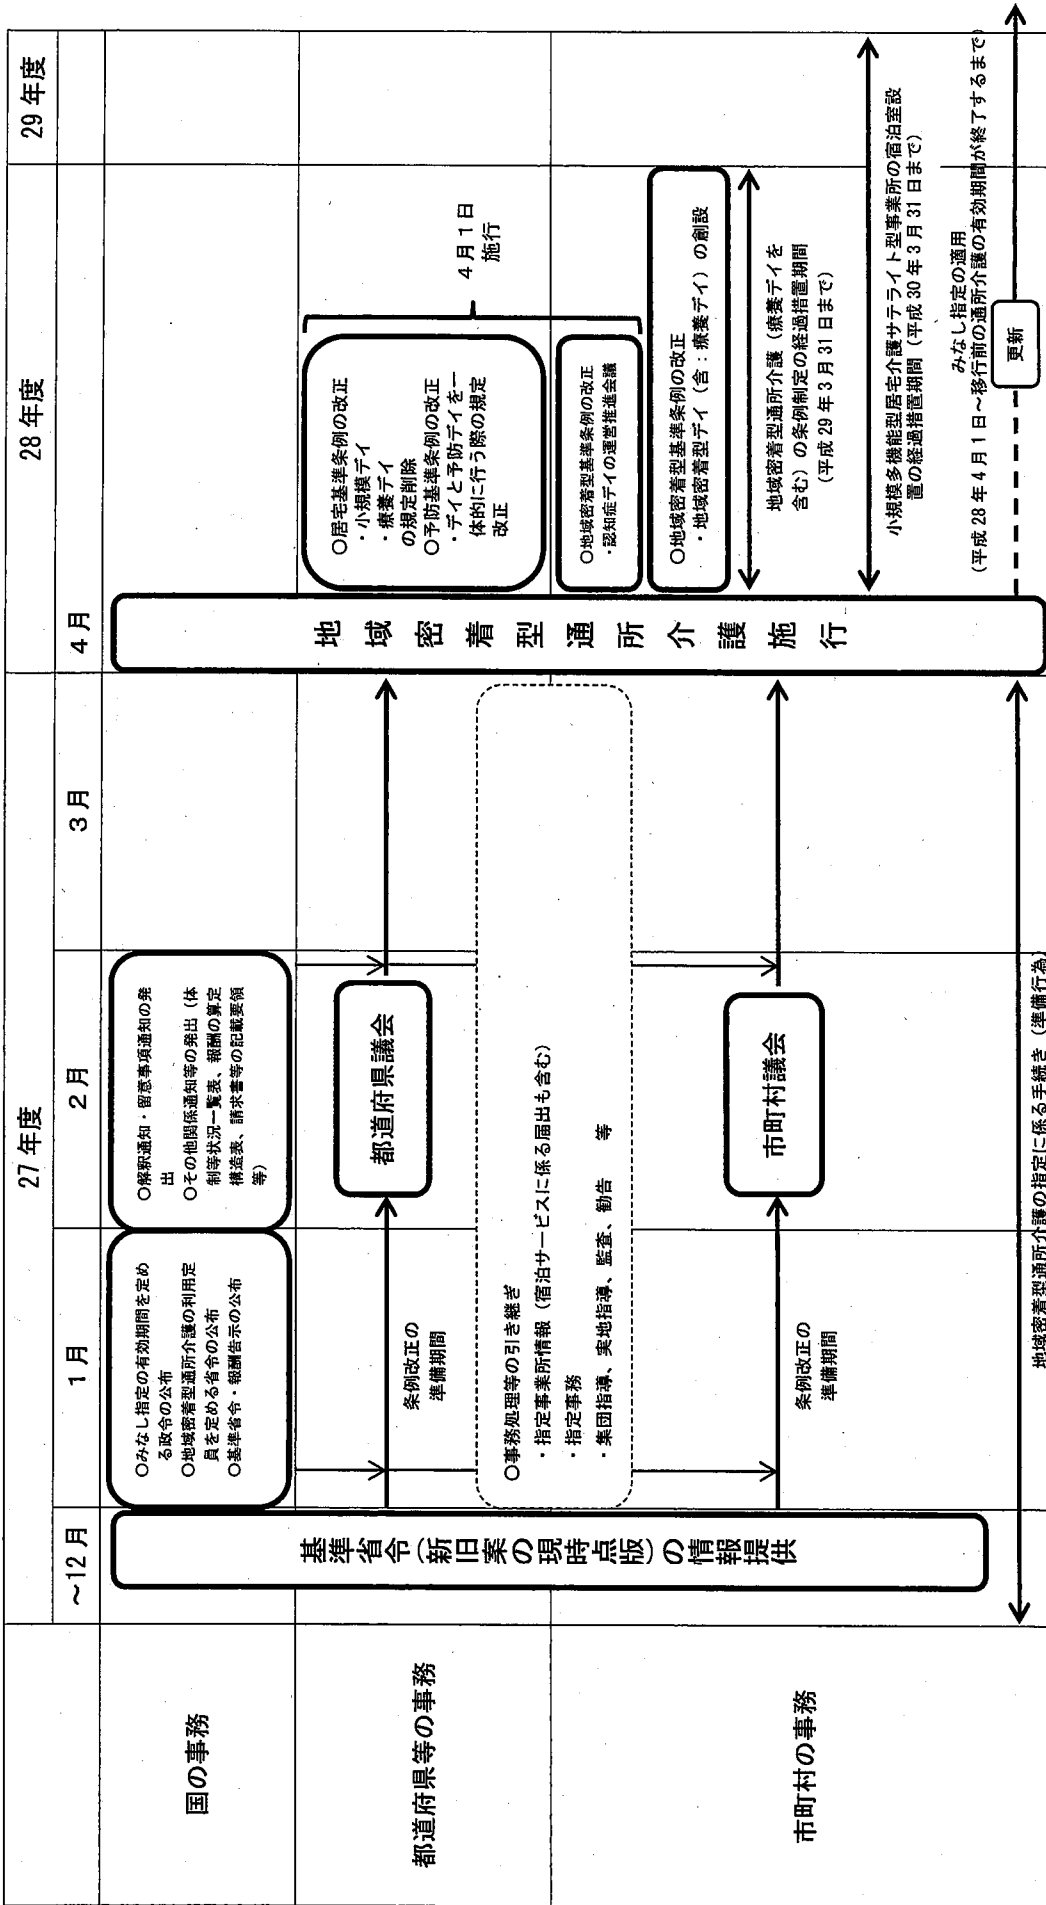 27年度
28年度
29年度
～12月
1月
2月
3月
4月
国の事務
都道府県等の事務
市町村の事務
基準省令(新旧案の現時点版)の情報提供
○みなし指定の有効期間を定め
る政令の公布
○地域密着型通所介護の利用定
員を定める省令の公布
○基準省令・報酬告示の公布
○解釈通知・留意事項通知の発
出
○その他関係通知等の発出(体
制等状況一覧表、報酬の算定
構造表、請求書等の記載要領
等)
条例改正の
準備期間
都道府県議会
○事務処理等の引き継ぎ
・指定事業所情報(宿泊サービスに係る届出も含む)
・指定事務
・集団指導、実地指導、監査、勧告 等
条例改正の
準備期間
市町村議会
地域密着型通所介護の指定に係る手続き(準備行為)
地域密着型通所介護施行
○居宅基準条例の改正
・小規模デイ
・療養デイ
の規定削除
○予防基準条例の改正
・デイと予防デイを一
体的に行う際の規定
改正
4月1日
施行
○地域密着型基準条例の改正
・認知症デイの運営推進会議
○地域密着型基準条例の改正
・地域密着型デイ(含：療養デイ)の創設
地域密着型通所介護(療養デイを
含む)の条例制定の経過措置期間
(平成29年3月31日まで)
小規模多機能型居宅介護サテライト型事業所の宿泊室設
置の経過措置期間(平成30年3月31日まで)
みなし指定の適用
(平成28年4月1日～移行前の通所介護の有効期間が終了するまで)
更新